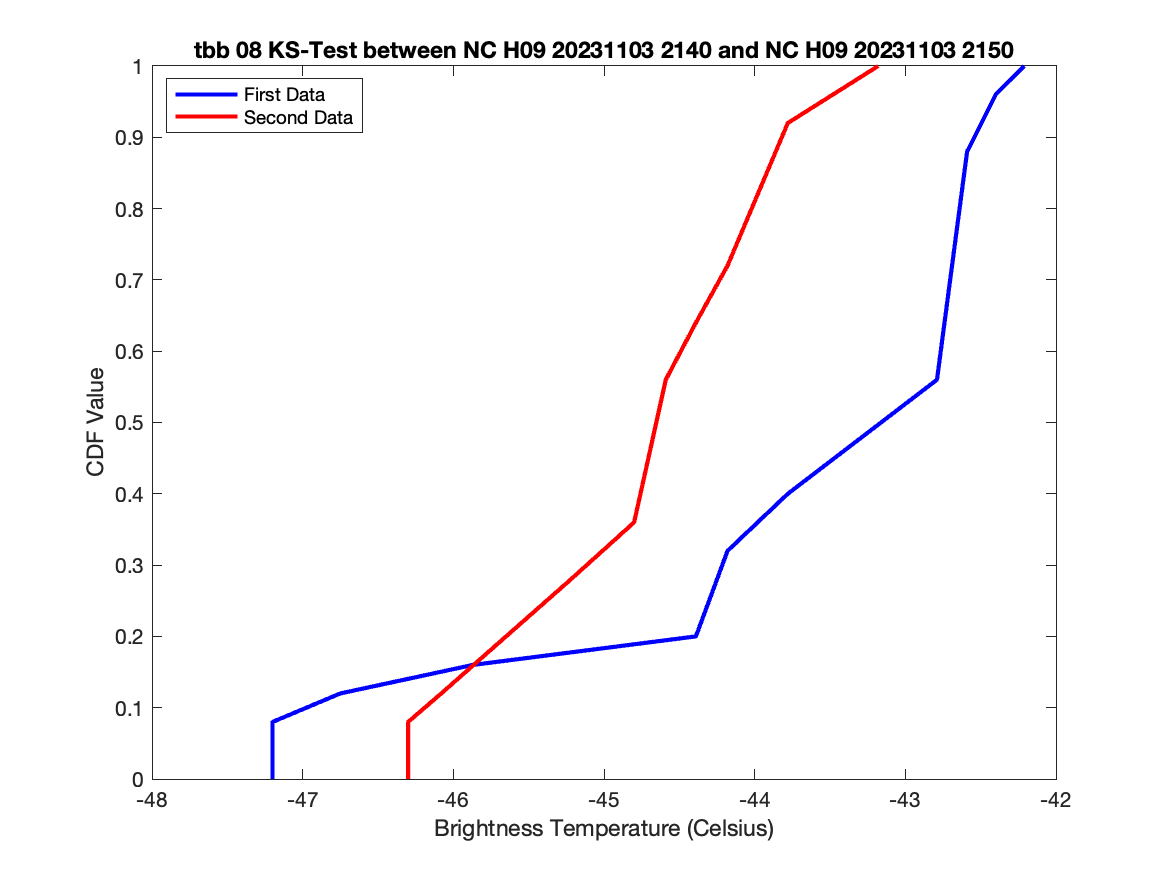 tbb 08 KS-Test between NC H09 20231103 2140 and NC H09 20231103 2150
First Data
Second Data
1
0.9
0.8
0.7
0.6
0.5
0.4
0.3
0.2
0.1
0
CDF Value
-48 -47 -46 -45 -44 -43 -42
Brightness Temperature (Celsius)